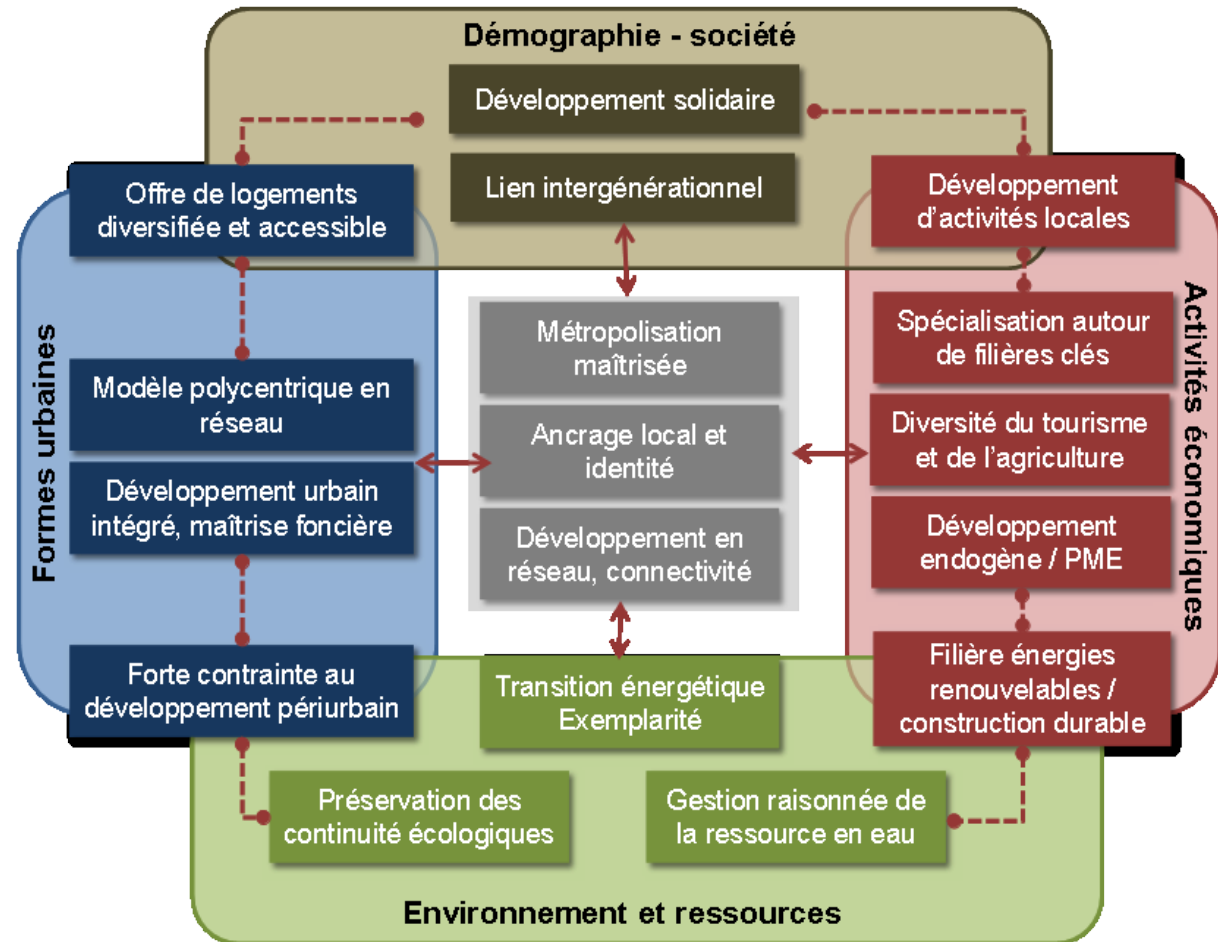 Démographie - société
Développement solidaire
Lien intergénérationnel
Formes urbaines
Offre de logements
diversifiée et accessible
Modèle polycentrique en
réseau
Développement urbain
intégré, maîtrise foncière
Forte contrainte au
développement périurbain
Métropolisation
maîtrisée
Ancrage local et
identité
Développement en
réseau, connectivité
Activités économiques
Développement
d’activités locales
Spécialisation autour
de filières clés
Diversité du tourisme
et de l’agriculture
Développement
endogène / PME
Filière énergies
renouvelables /
construction durable
Transition énergétique
Exemplarité
Préservation des
continuité écologiques
Gestion raisonnée de
la ressource en eau
Environnement et ressources